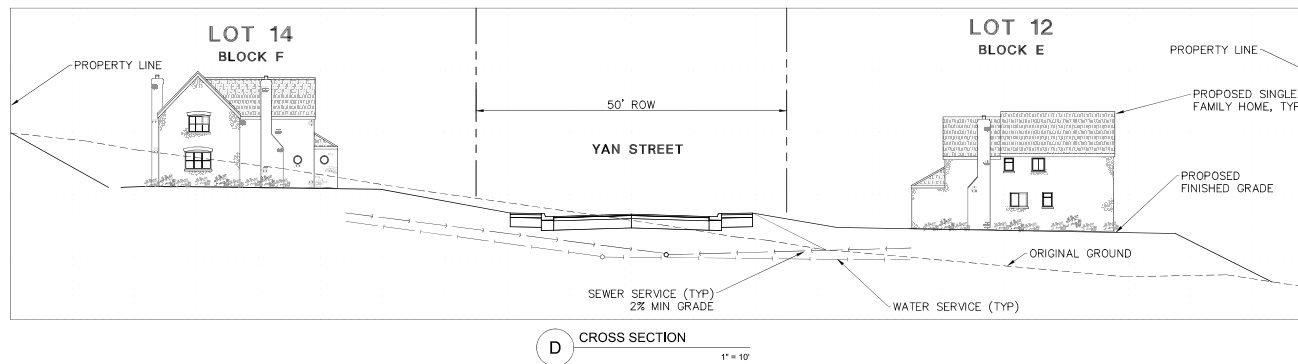 LOT 14
BLOCK F
PROPERTY LINE
50' ROW
YAN STREET
LOT 12
BLOCK E
PROPERTY LINE
PROPOSED SINGLE
FAMILY HOME, TYP
PROPOSED
FINISHED GRADE
ORIGINAL GROUND
SEWER SERVICE (TYP)
2% MIN GRADE
WATER SERVICE (TYP)
D
CROSS SECTION
1" = 10'